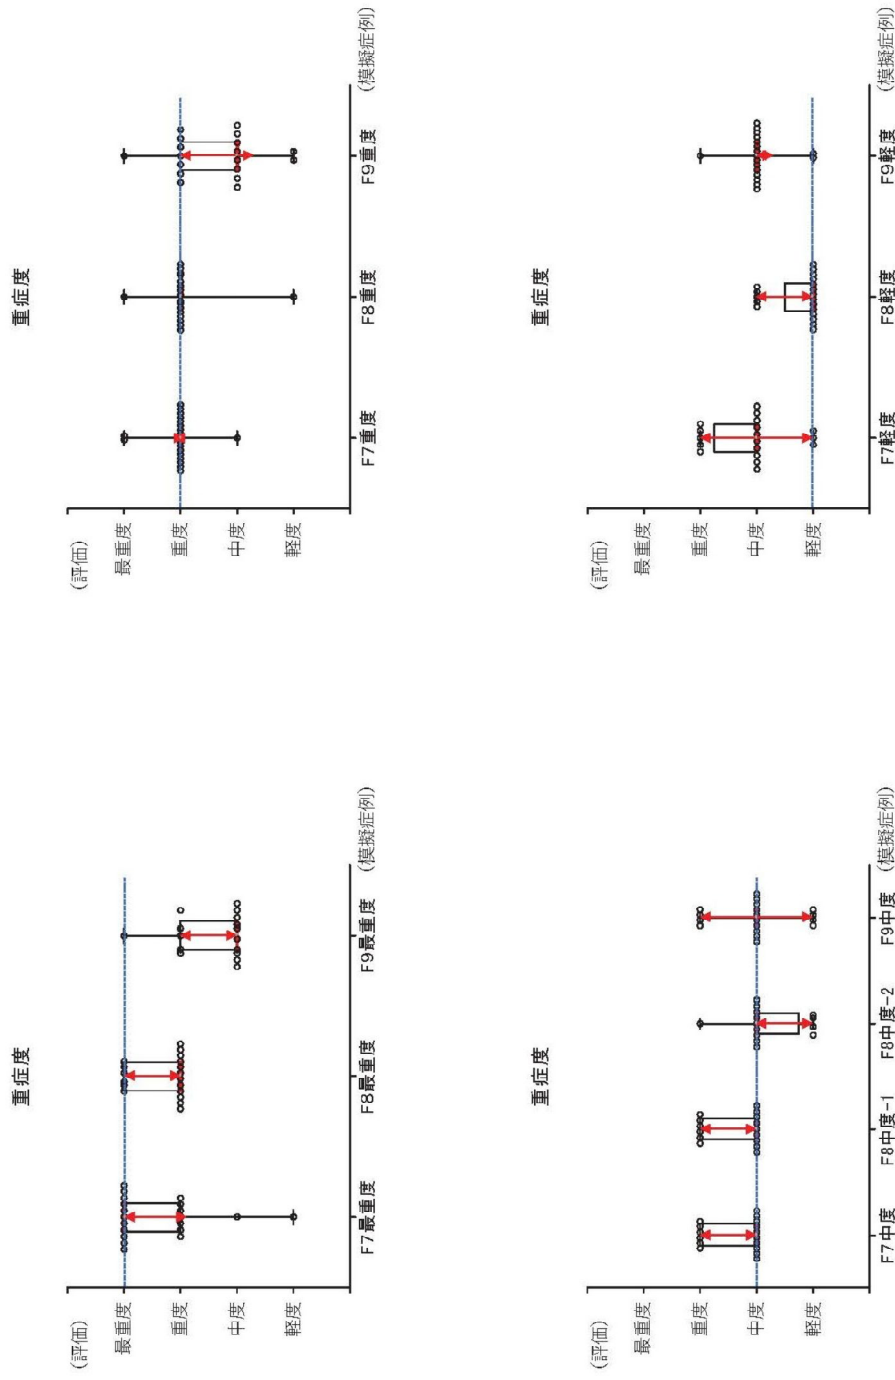 重症度
(評価)
最重度
重度
中度
軽度
F7最重度
F8最重度
F9最重度
(模擬症例)
重症度
(評価)
最重度
重度
中度
軽度
F7重度
F8重度
F9重度
(模擬症例)
重症度
(評価)
最重度
重度
中度
軽度
F7中度
F8中度-1
F8中度-2
F9中度
(模擬症例)
重症度
(評価)
最重度
重度
中度
軽度
F7軽度
F8軽度
F9軽度
(模擬症例)